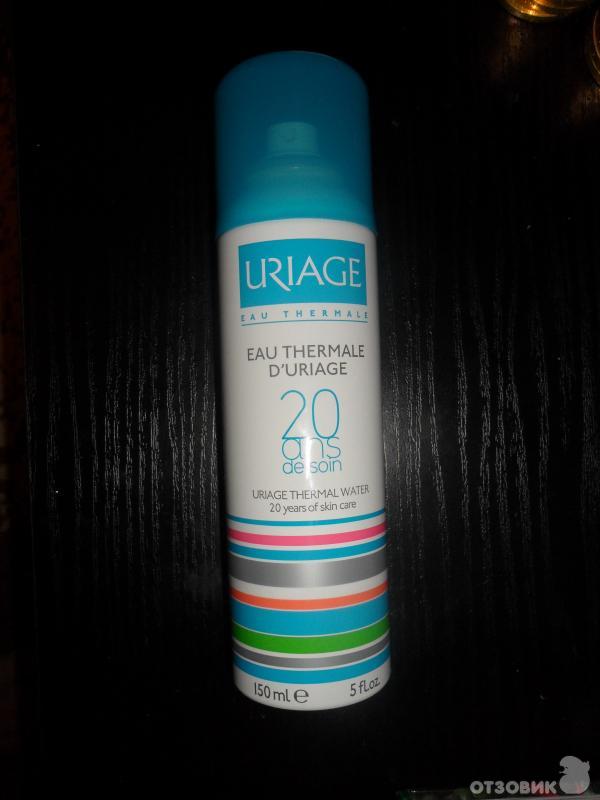 URIAGE
EAU THERMALE
EAU THERMALE
D'URIAGE
20
ans
de soin
URIAGE THERMAL WATER
20 years of skin care
150 ml e 5 fl.oz.
ОТЗОВИК